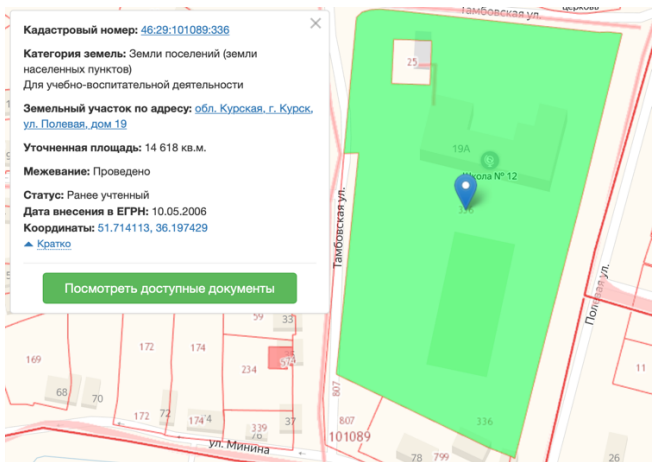 Кадастровый номер: 46:29:101089:336
Категория земель: Земли поселений (земли
населенных пунктов)
Для учебно-воспитательной деятельности
Земельный участок по адресу: обл. Курская, г. Курск,
ул. Полевая, дом 19
Уточненная площадь: 14 618 кв.м.
Межевание: Проведено
Статус: Ранее учтенный
Дата внесения в ЕГРН: 10.05.2006
Координаты: 51.714113, 36.197429
Кратко
Посмотреть доступные документы
Тамбовская ул.
25
19А
Школа № 12
336
Тамбовская ул.
Полевая ул.
59
33
169
172
174
234
68
70
11
172
72
174
339
76
37
607
807
101089
336
ул. Минина
78
799
26